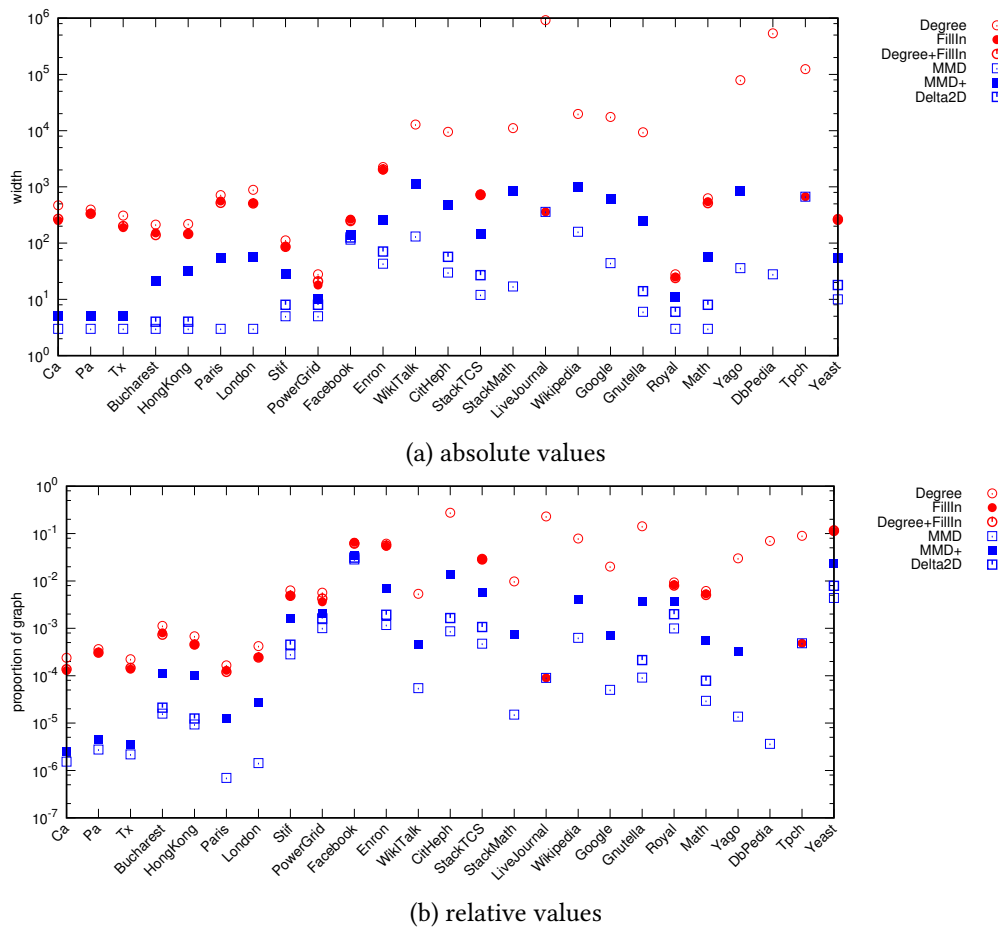 10^6
10^5
10^4
10^3
10^2
10^1
10^0
width
Ca
Pa
Tx
Bucharest
HongKong
Paris
London
Stif
PowerGrid
Facebook
Enron
WikiTalk
CitHeph
StackTCS
StackMath
LiveJournal
Wikipedia
Google
Gnutella
Royal
Math
Yago
DbPedia
Tpch
Yeast
Degree
FillIn
Degree+FillIn
MMD
MMD+
Delta2D
(a) absolute values
10^0
10^-1
10^-2
10^-3
10^-4
10^-5
10^-6
10^-7
proportion of graph
Ca
Pa
Tx
Bucharest
HongKong
Paris
London
Stif
PowerGrid
Facebook
Enron
WikiTalk
CitHeph
StackTCS
StackMath
LiveJournal
Wikipedia
Google
Gnutella
Royal
Math
Yago
DbPedia
Tpch
Yeast
Degree
FillIn
Degree+FillIn
MMD
MMD+
Delta2D
(b) relative values